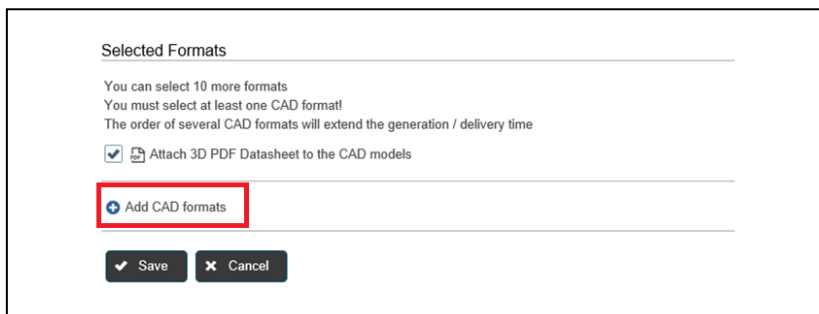 Selected Formats
You can select 10 more formats
You must select at least one CAD format!
The order of several CAD formats will extend the generation / delivery time
Attach 3D PDF Datasheet to the CAD models
Add CAD formats
Save Cancel